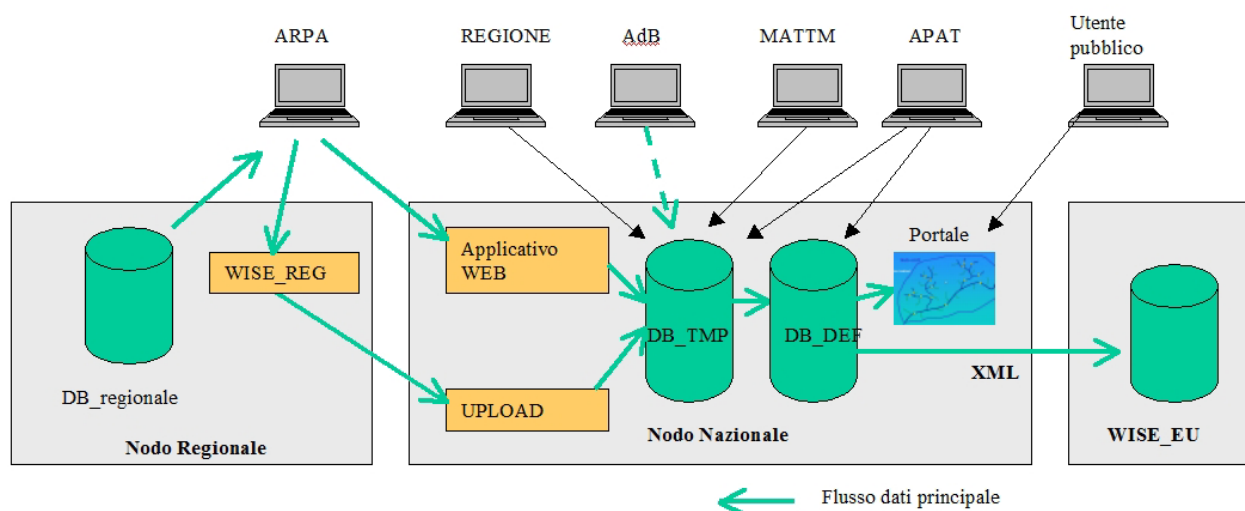 ARPA
REGIONE
AdB
MATTM
APAT
Utente
pubblico
WISE_REG
Applicativo
WEB
Portale
DB_TMP
DB_DEF
XML
DB_regionale
UPLOAD
Nodo Regionale
Nodo Nazionale
WISE_EU
Flusso dati principale